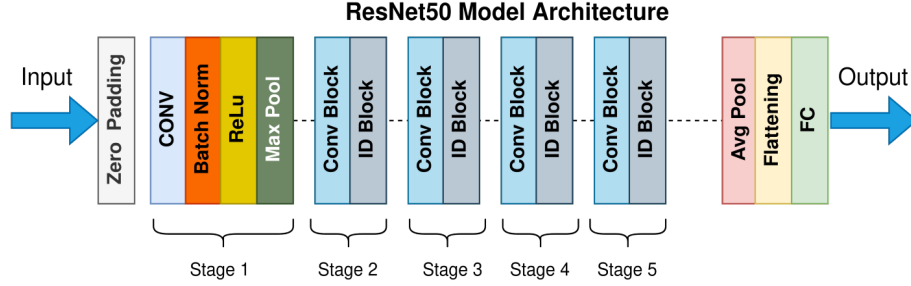 ResNet50 Model Architecture
Input
Zero Padding
CONV
Batch Norm
ReLu
Max Pool
Conv Block
ID Block
Conv Block
ID Block
Conv Block
ID Block
Conv Block
ID Block
Avg Pool
Flattening
FC
Output
Stage 1
Stage 2
Stage 3
Stage 4
Stage 5